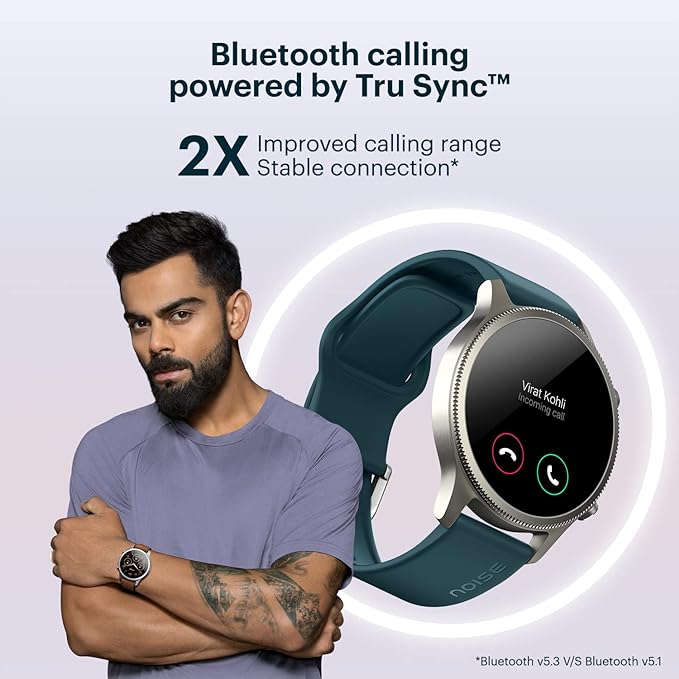 Bluetooth calling
powered by Tru Sync™
2X Improved calling range
Stable connection*
Virat Kohli
incoming call
NOISE
*Bluetooth v5.3 V/S Bluetooth v5.1